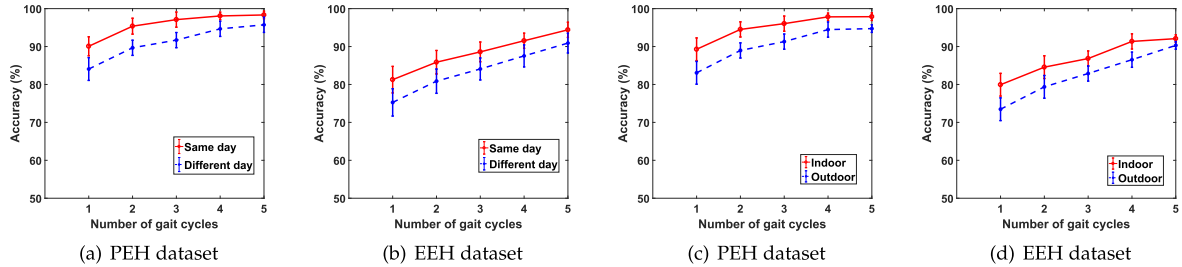 Accuracy (%)
100
90
80
70
60
50
Same day
Different day
1 2 3 4 5
Number of gait cycles
(a) PEH dataset
Accuracy (%)
100
90
80
70
60
50
Same day
Different day
1 2 3 4 5
Number of gait cycles
(b) EEH dataset
Accuracy (%)
100
90
80
70
60
50
Indoor
Outdoor
1 2 3 4 5
Number of gait cycles
(c) PEH dataset
Accuracy (%)
100
90
80
70
60
50
Indoor
Outdoor
1 2 3 4 5
Number of gait cycles
(d) EEH dataset